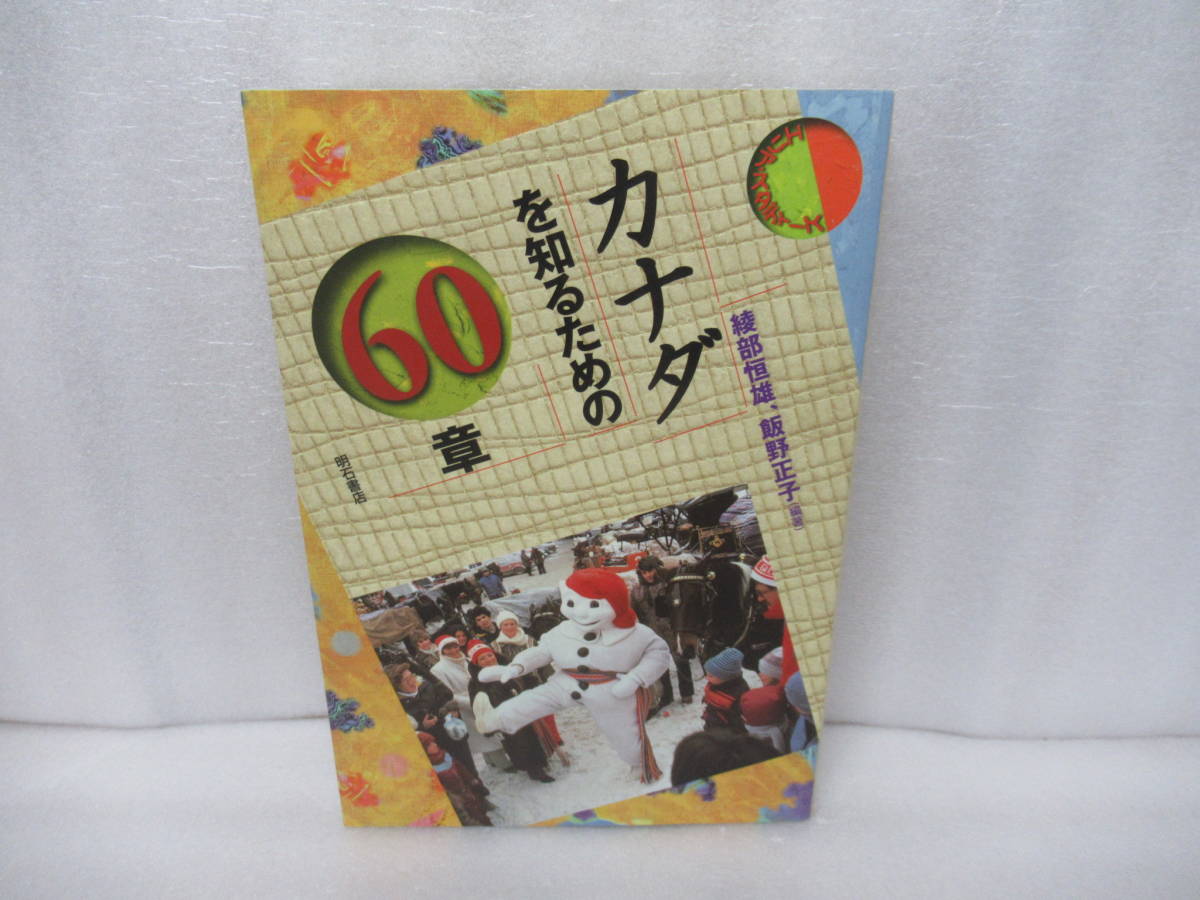 エリア・スタディーズ
カナダ
を知るための
60
章
綾部恒雄、飯野正子(編著)
明石書店